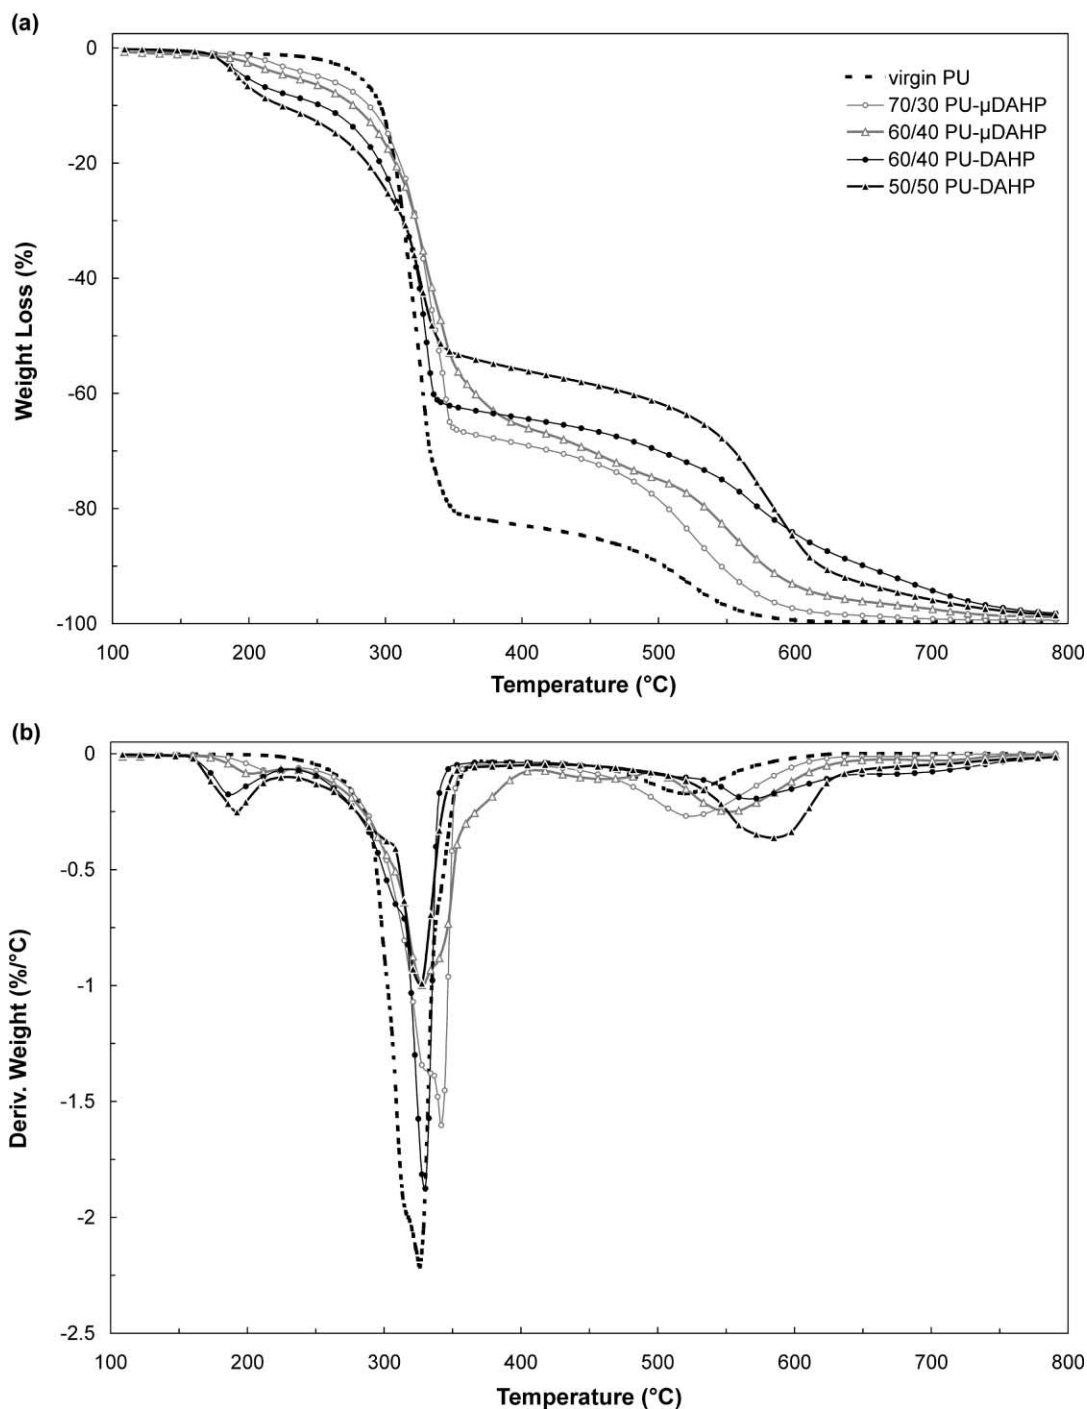 (a)
0
-20
-40
-60
-80
-100
Weight Loss (%)
virgin PU
70/30 PU-μDAHP
60/40 PU-μDAHP
60/40 PU-DAHP
50/50 PU-DAHP
100 200 300 400 500 600 700 800
Temperature (°C)
(b)
0
-0.5
-1
-1.5
-2
-2.5
Deriv. Weight (%/°C)
100 200 300 400 500 600 700 800
Temperature (°C)